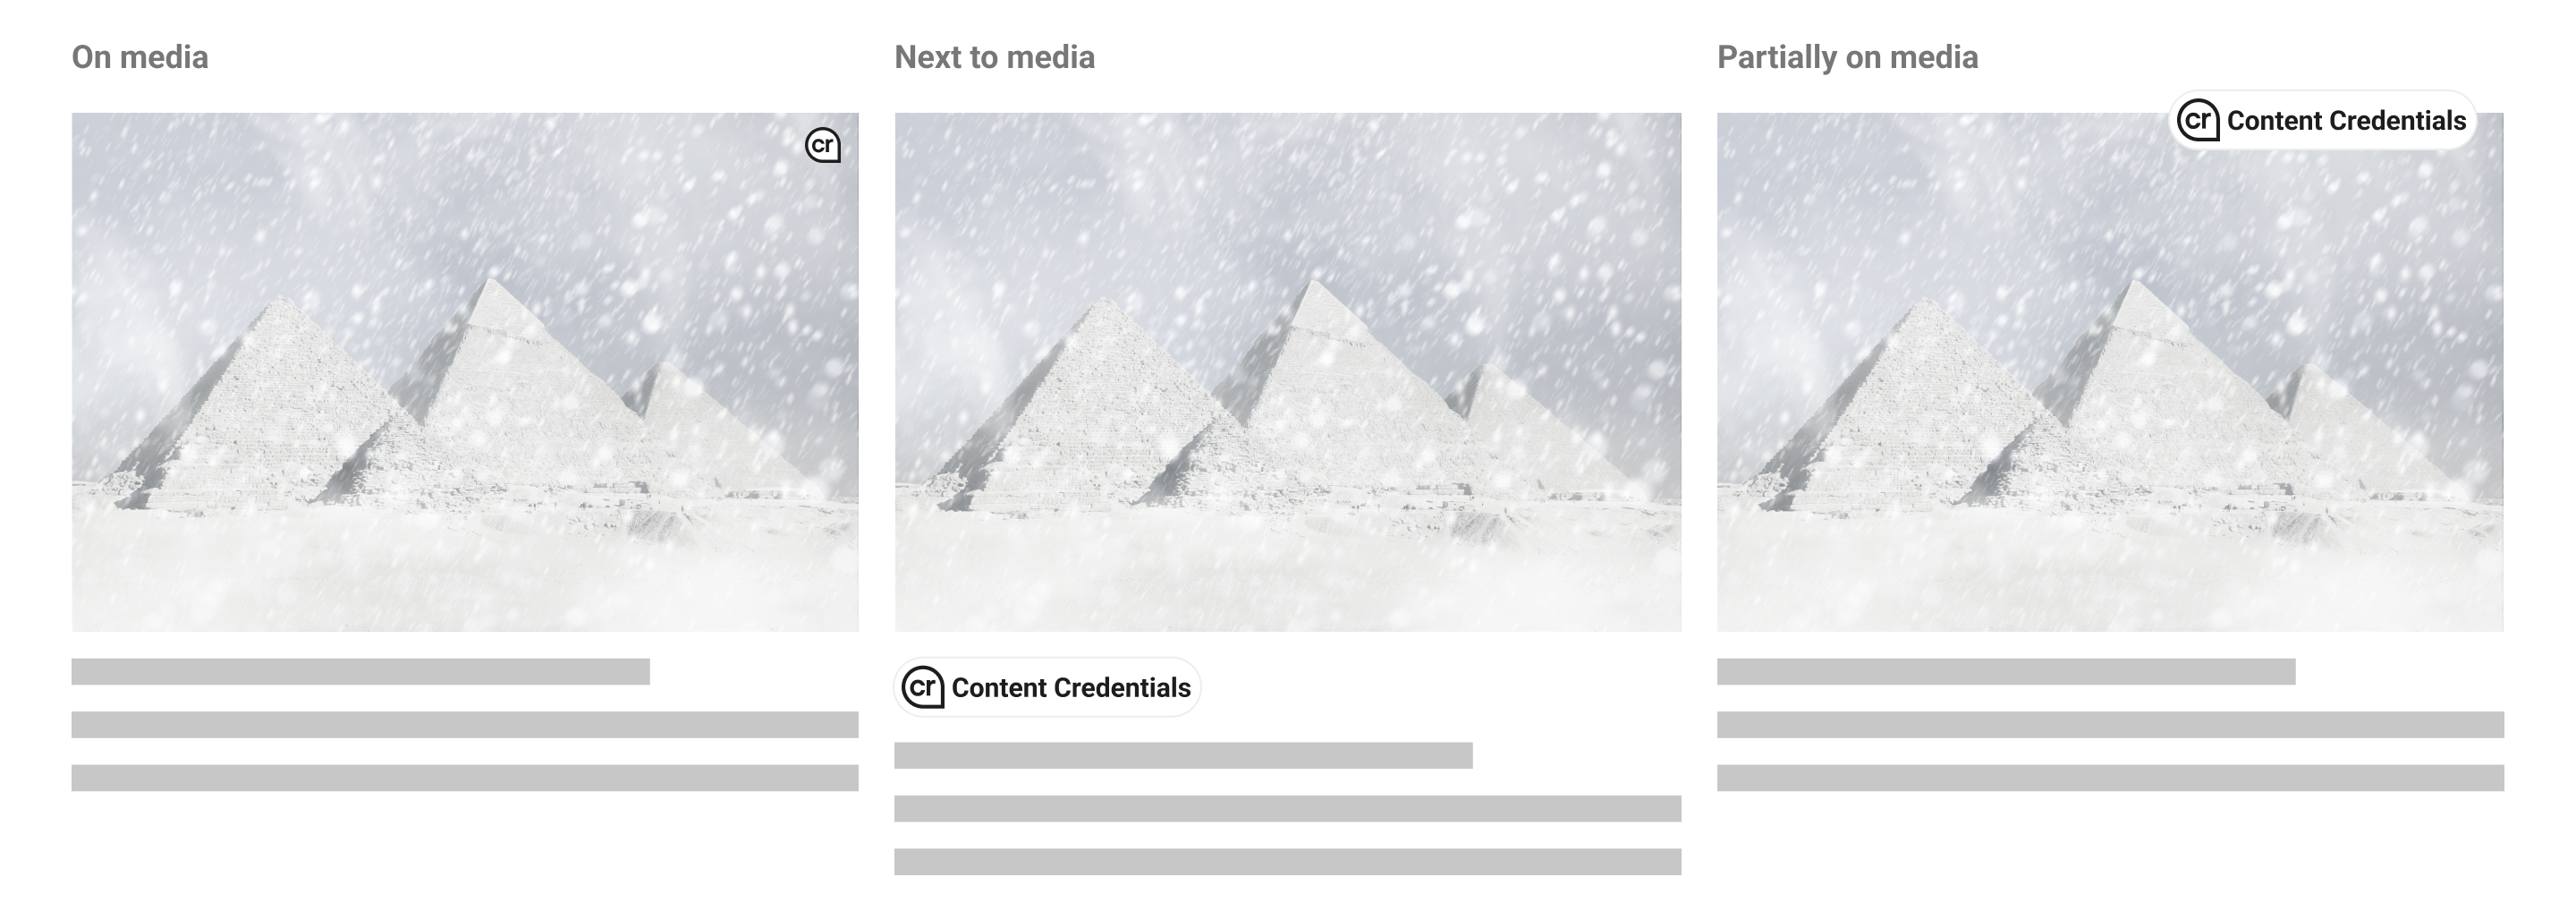 On media
Next to media
Partially on media
cr
cr Content Credentials
cr Content Credentials